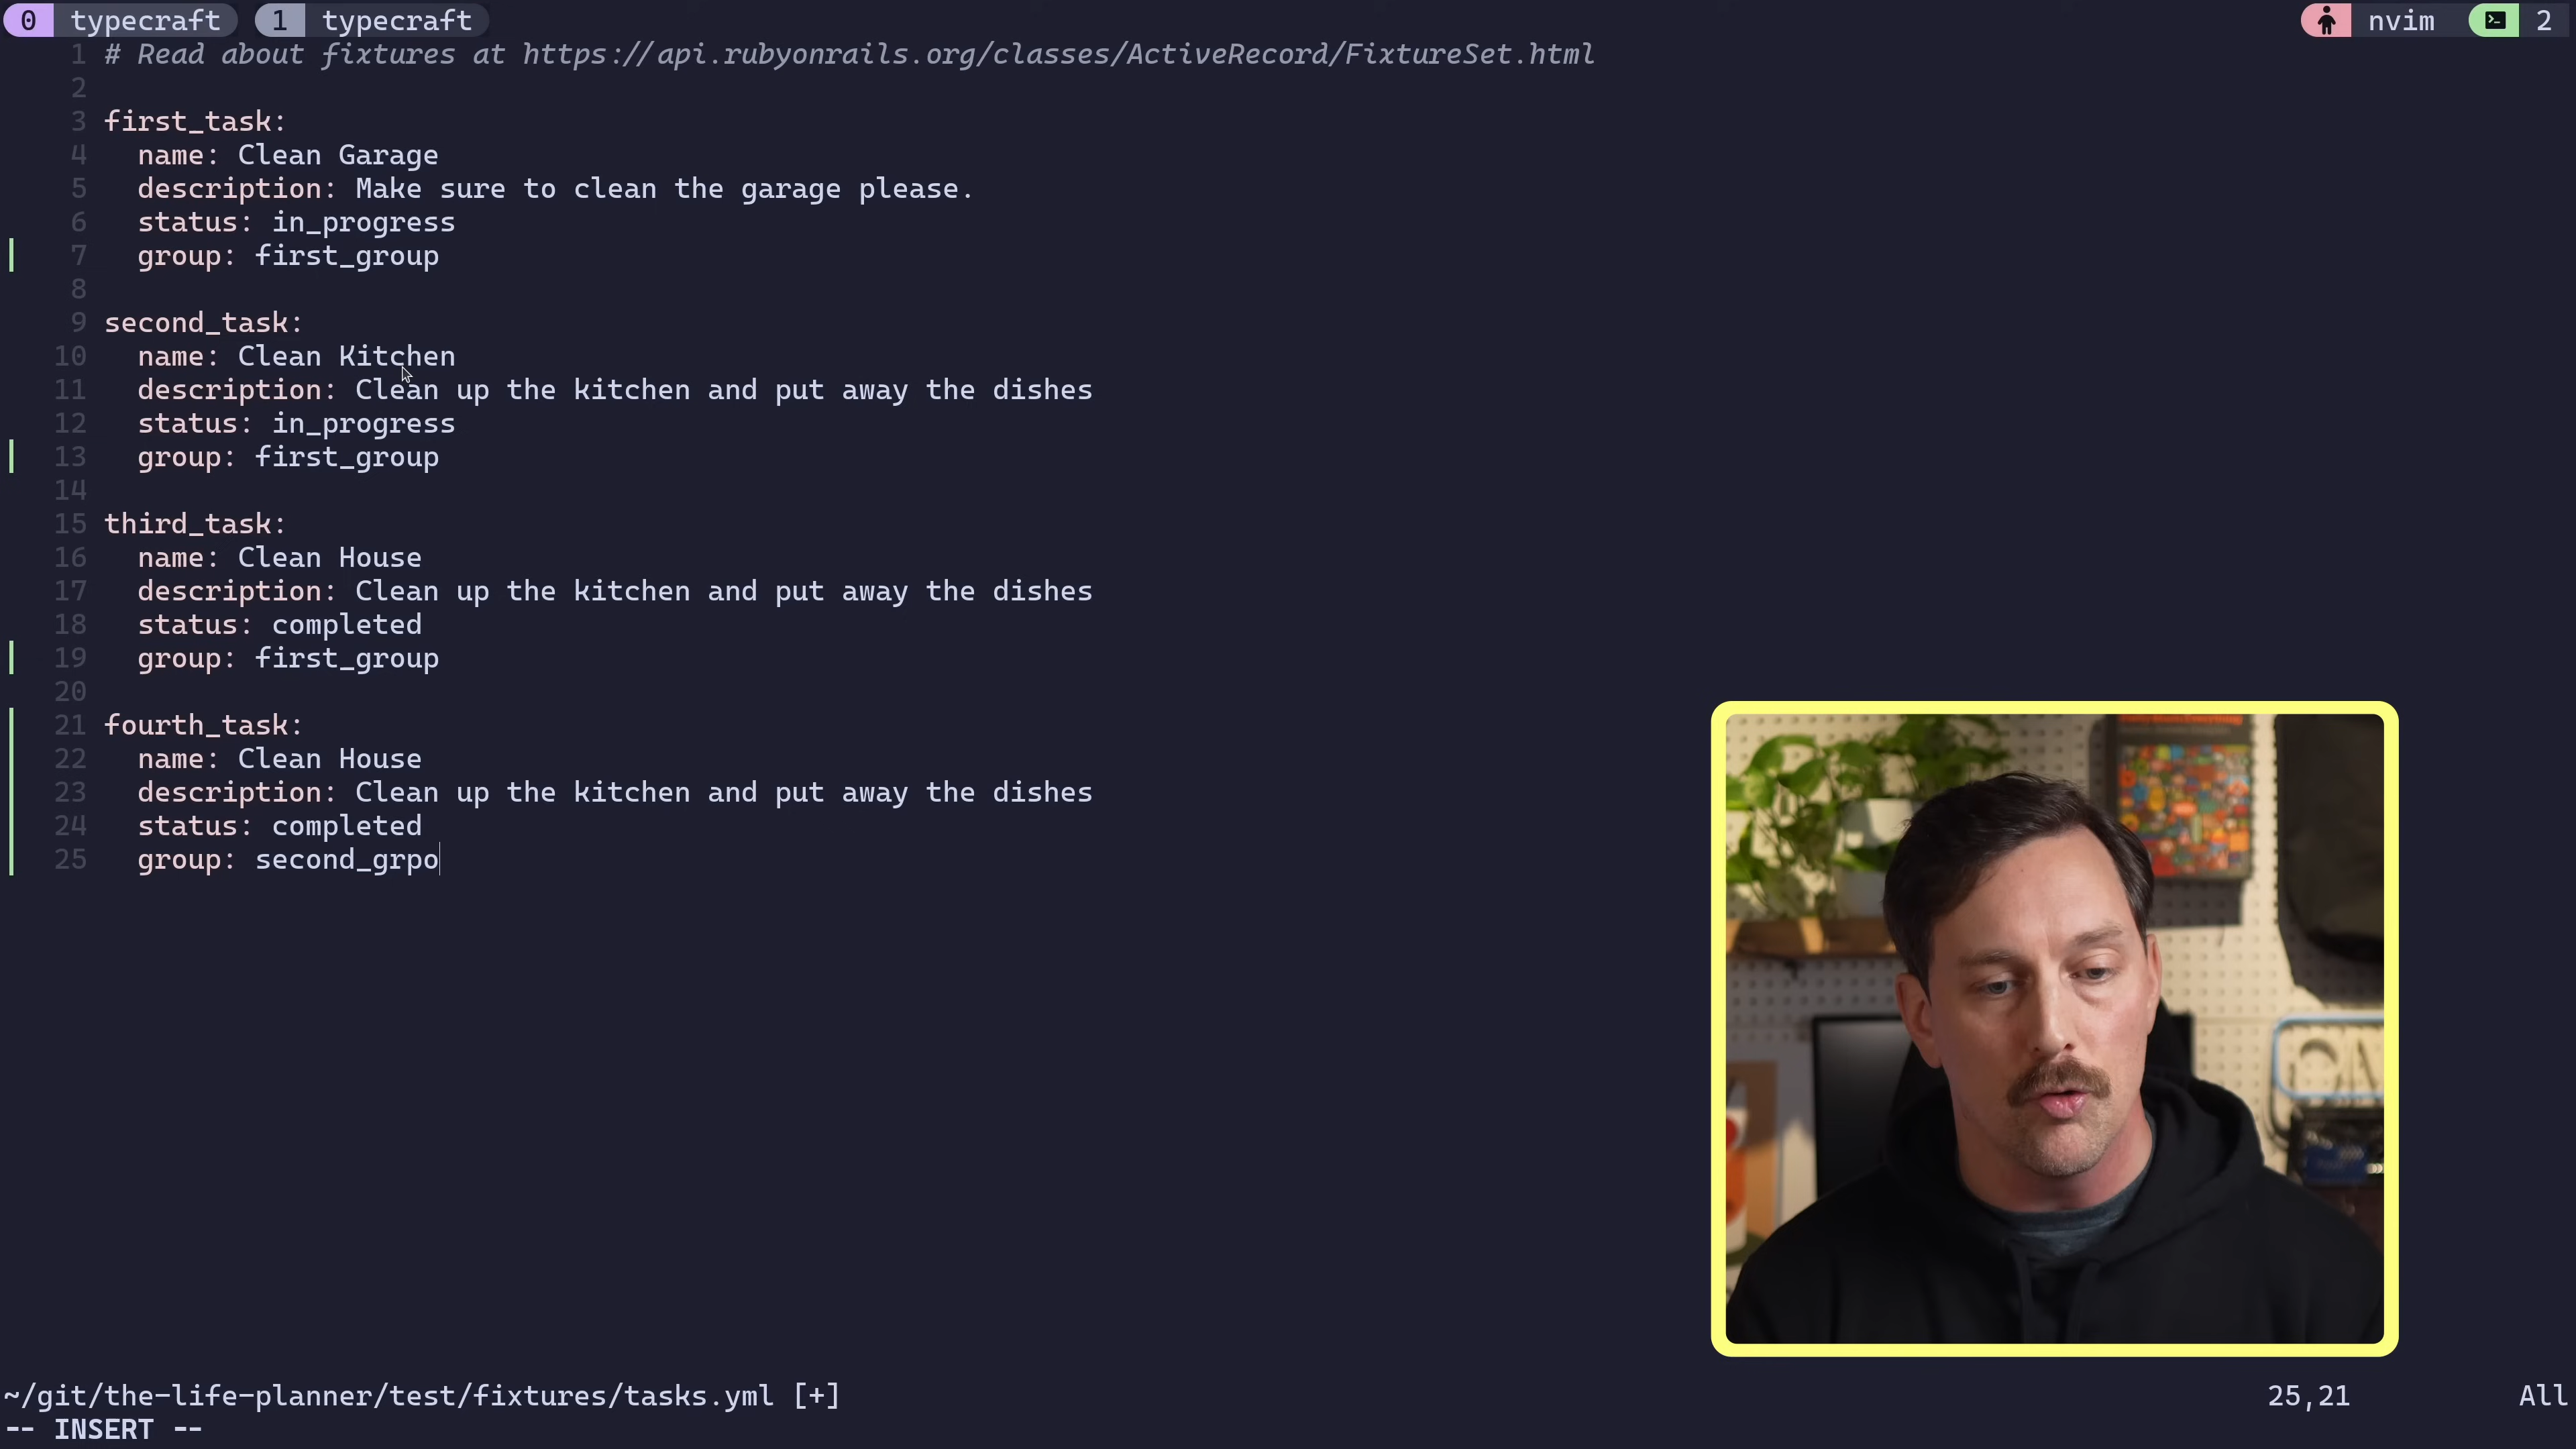 0 typecraft 1 typecraft nvim 2
1 # Read about fixtures at https://api.rubyonrails.org/classes/ActiveRecord/FixtureSet.html
2
3 first_task:
4 name: Clean Garage
5 description: Make sure to clean the garage please.
6 status: in_progress
7 group: first_group
8
9 second_task:
10 name: Clean Kitchen
11 description: Clean up the kitchen and put away the dishes
12 status: in_progress
13 group: first_group
14
15 third_task:
16 name: Clean House
17 description: Clean up the kitchen and put away the dishes
18 status: completed
19 group: first_group
20
21 fourth_task:
22 name: Clean House
23 description: Clean up the kitchen and put away the dishes
24 status: completed
25 group: second_grpo
~/git/the-life-planner/test/fixtures/tasks.yml [+] 25,21 All
-- INSERT --